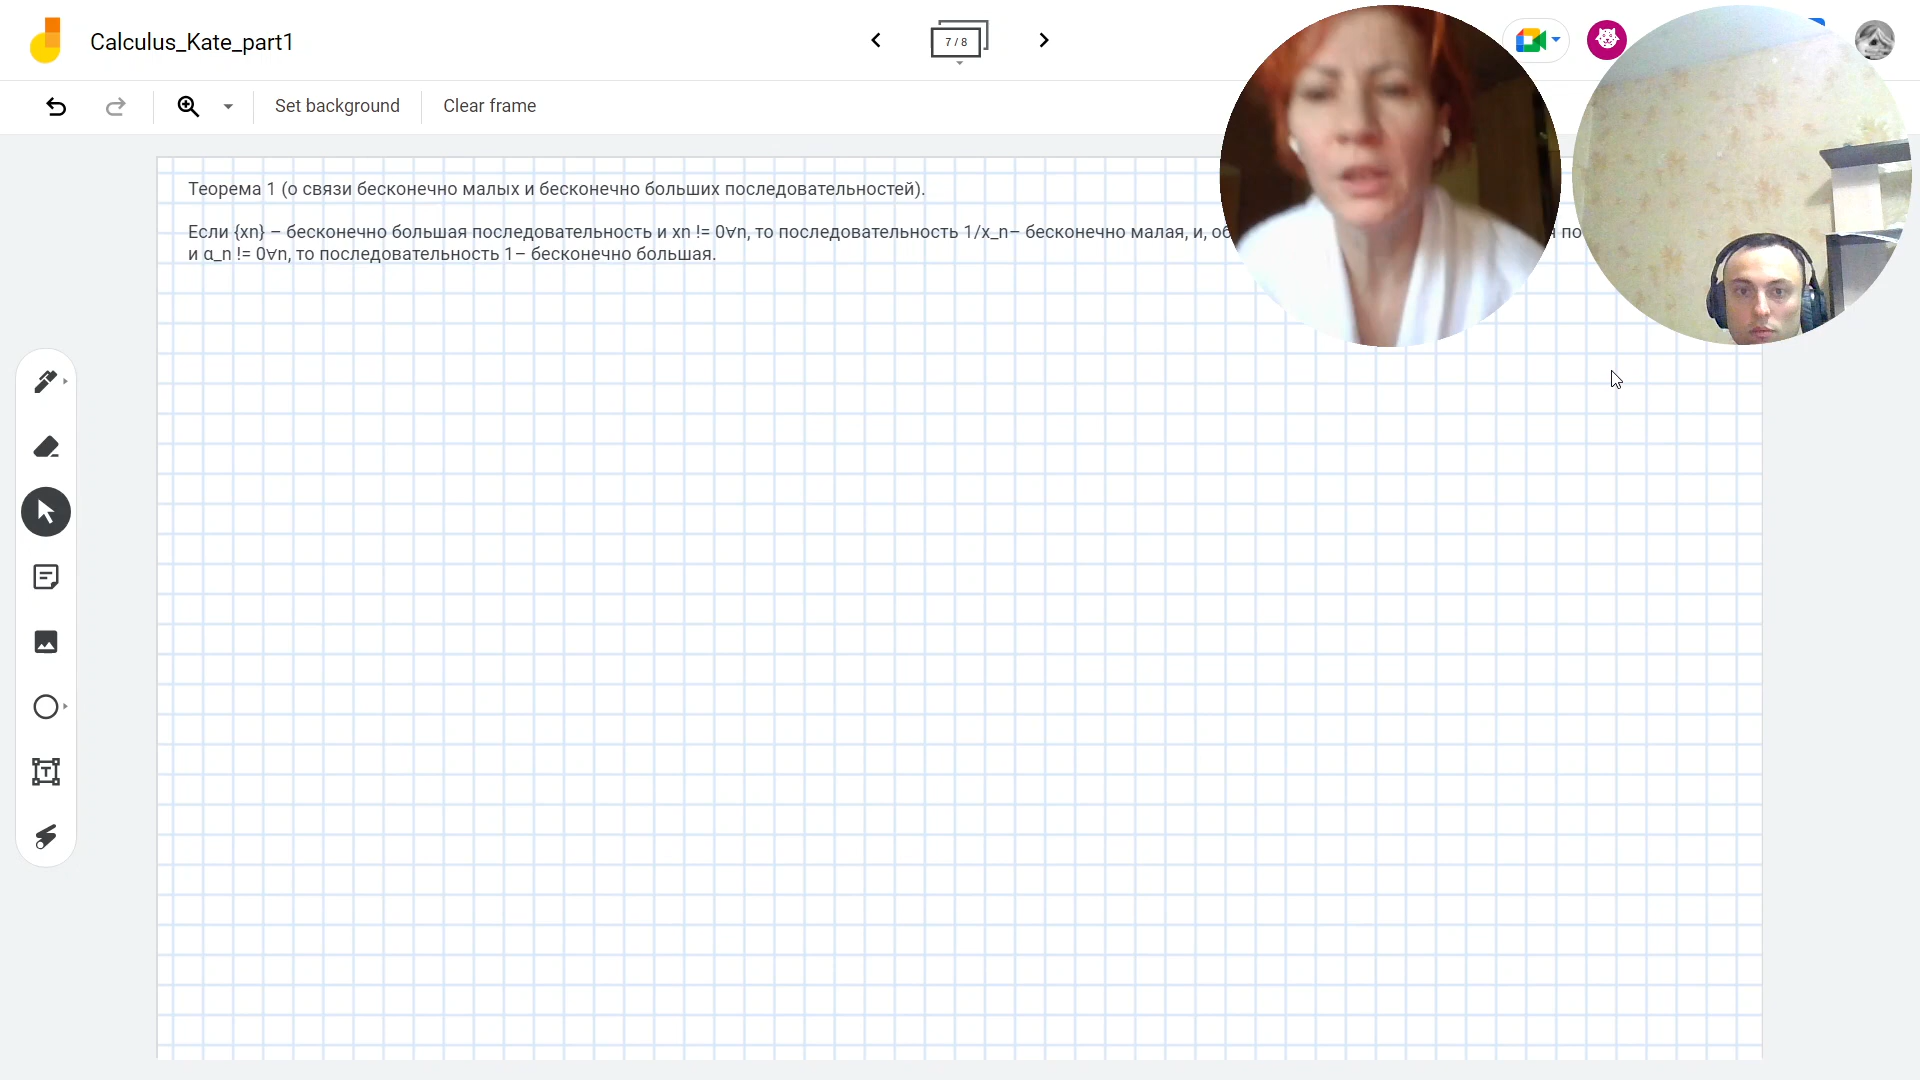 Calculus_Kate_part1
7 / 8
Set background
Clear frame
Теорема 1 (о связи бесконечно малых и бесконечно больших последовательностей).
Если {xn} – бесконечно большая последовательность и xn != 0∀n, то последовательность 1/x_n– бесконечно малая, и,
и α_n != 0∀n, то последовательность 1– бесконечно большая.